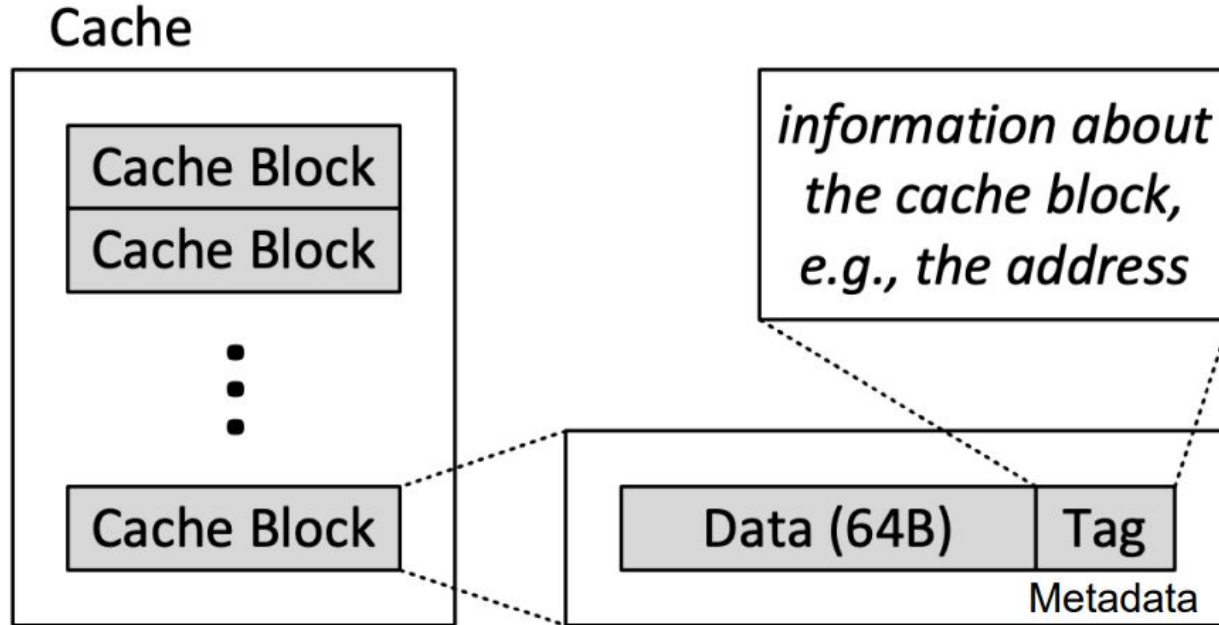 Cache
Cache Block
Cache Block
Cache Block
information about
the cache block,
e.g., the address
Data (64B)
Tag
Metadata